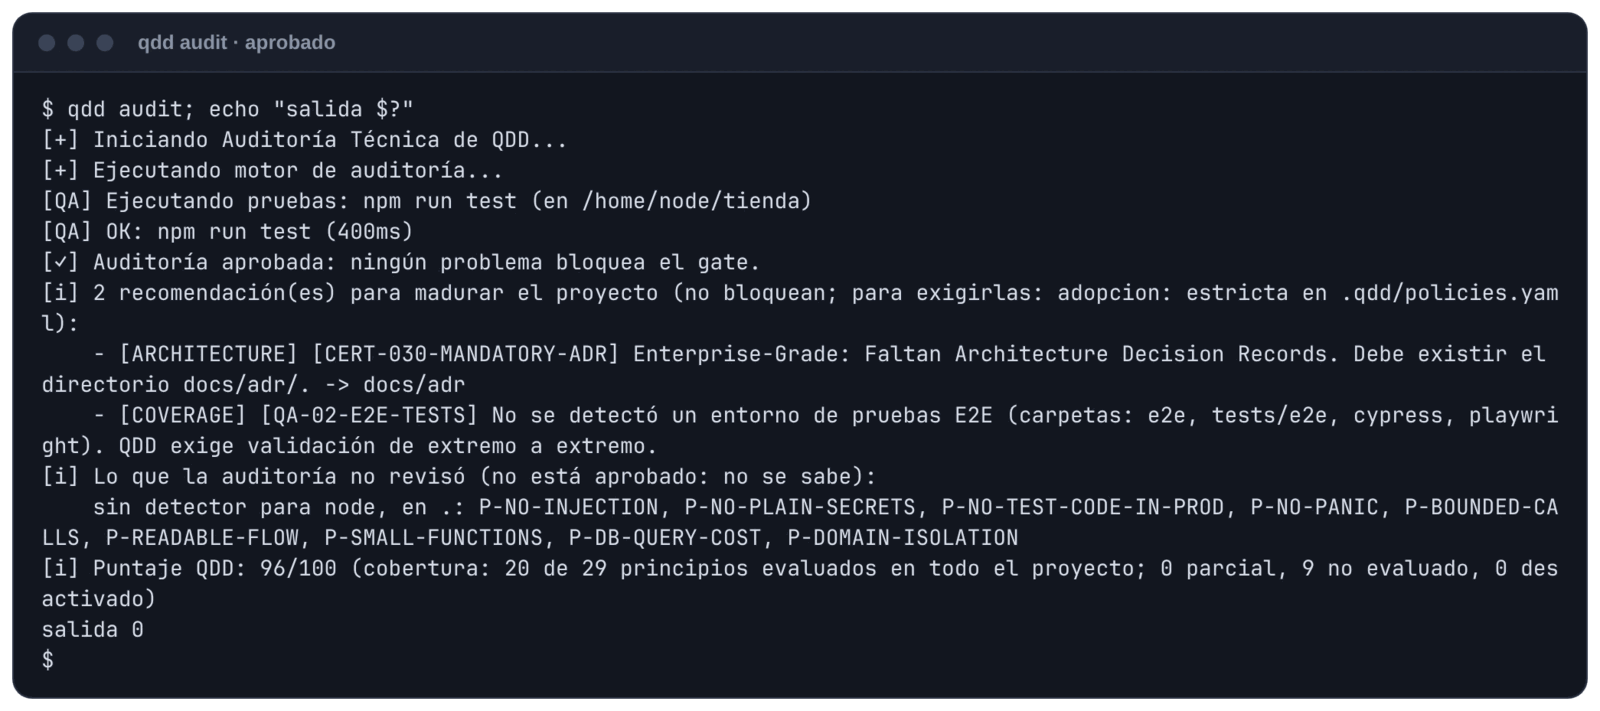 qdd audit · aprobado
$ qdd audit; echo "salida $?"
[+] Iniciando Auditoría Técnica de QDD...
[+] Ejecutando motor de auditoría...
[QA] Ejecutando pruebas: npm run test (en /home/node/tienda)
[QA] OK: npm run test (400ms)
[✓] Auditoría aprobada: ningún problema bloquea el gate.
[i] 2 recomendación(es) para madurar el proyecto (no bloquean; para exigirlas: adopcion: estricta en .qdd/policies.yam
l):
    - [ARCHITECTURE] [CERT-030-MANDATORY-ADR] Enterprise-Grade: Faltan Architecture Decision Records. Debe existir el
directorio docs/adr/. -> docs/adr
    - [COVERAGE] [QA-02-E2E-TESTS] No se detectó un entorno de pruebas E2E (carpetas: e2e, tests/e2e, cypress, playwri
ght). QDD exige validación de extremo a extremo.
[i] Lo que la auditoría no revisó (no está aprobado: no se sabe):
    sin detector para node, en .: P-NO-INJECTION, P-NO-PLAIN-SECRETS, P-NO-TEST-CODE-IN-PROD, P-NO-PANIC, P-BOUNDED-CA
LLS, P-READABLE-FLOW, P-SMALL-FUNCTIONS, P-DB-QUERY-COST, P-DOMAIN-ISOLATION
[i] Puntaje QDD: 96/100 (cobertura: 20 de 29 principios evaluados en todo el proyecto; 0 parcial, 9 no evaluado, 0 des
activado)
salida 0
$